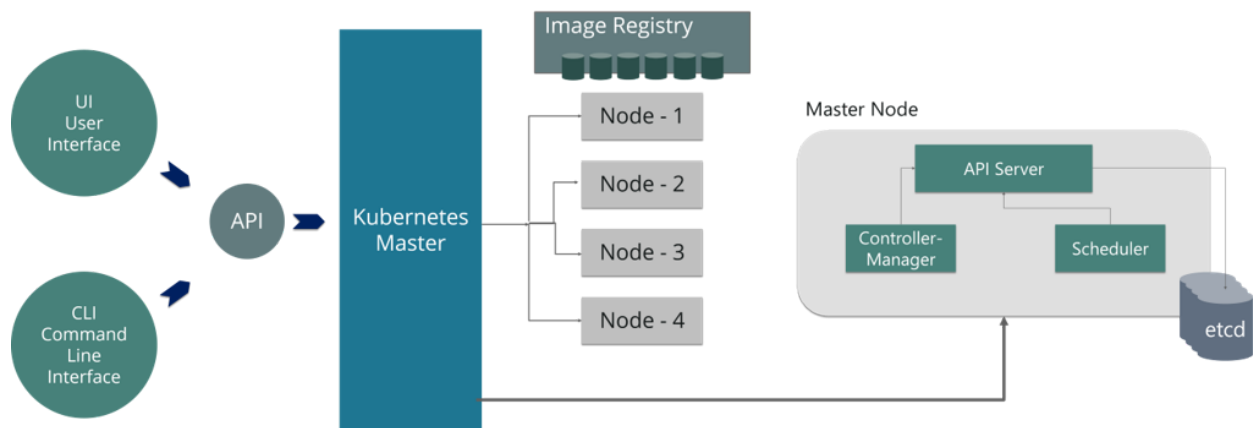 UI
User
Interface
CLI
Command
Line
Interface
API
Kubernetes
Master
Image Registry
Node - 1
Node - 2
Node - 3
Node - 4
Master Node
API Server
Controller-
Manager
Scheduler
etcd